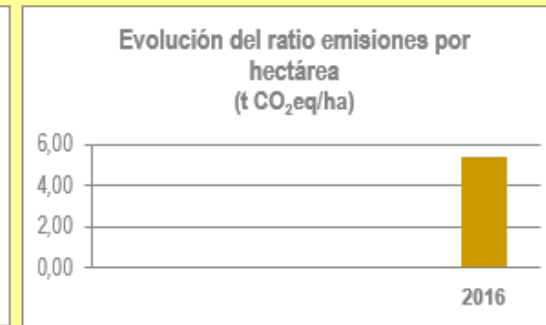 Evolución del ratio emisiones por
hectárea
(t CO₂eq/ha)
6,00
4,00
2,00
0,00
2016